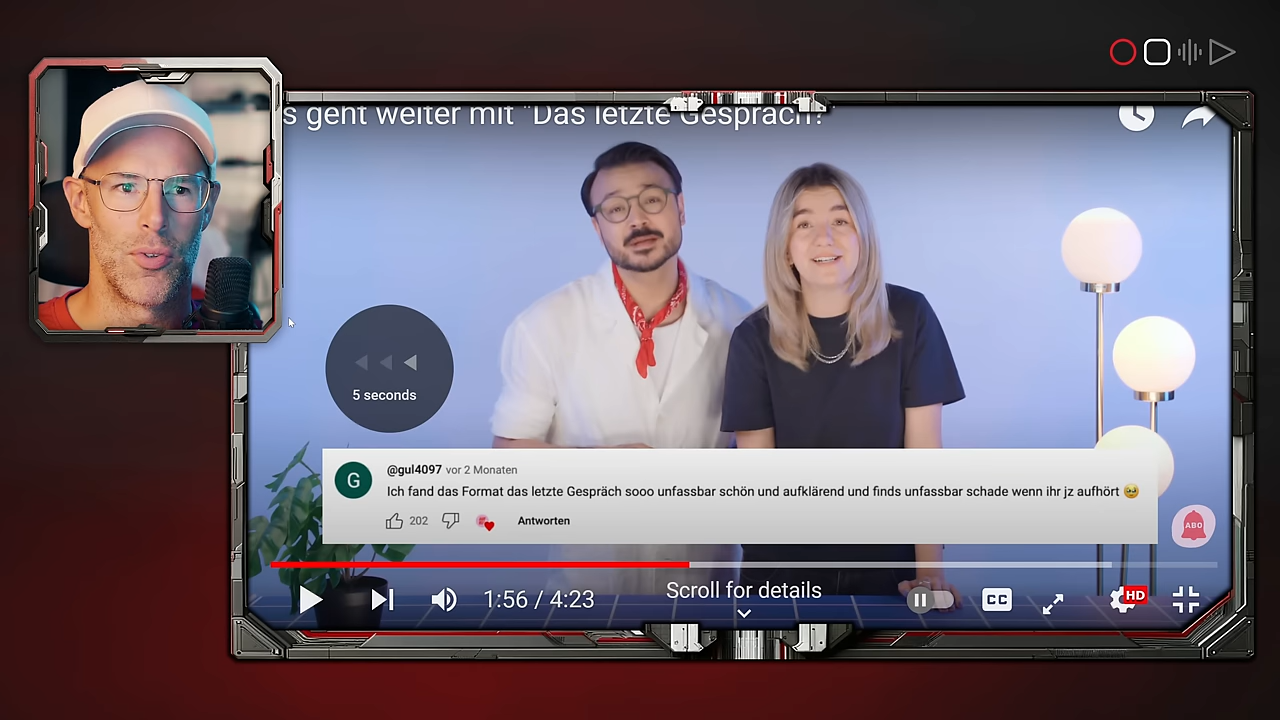 s geht weiter mit "Das letzte Gespräch?
5 seconds
G
@gul4097 vor 2 Monaten
Ich fand das Format das letzte Gespräch sooo unfassbar schön und aufklärend und finds unfassbar schade wenn ihr jz aufhört 🥹
202
Antworten
ABO
1:56 / 4:23
Scroll for details
CC
HD